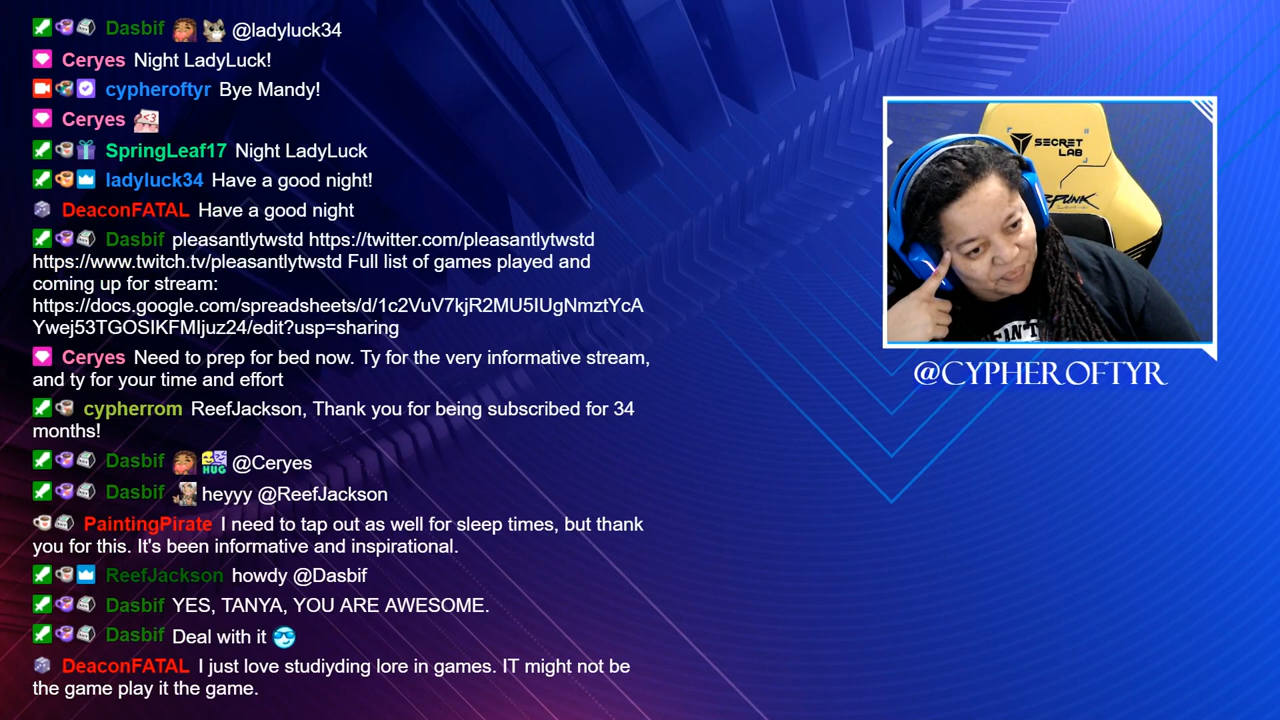 Dasbif @ladyluck34
Ceryes Night LadyLuck!
cypheroftyr Bye Mandy!
Ceryes <3
SpringLeaf17 Night LadyLuck
ladyluck34 Have a good night!
DeaconFATAL Have a good night
Dasbif pleasantlytwstd https://twitter.com/pleasantlytwstd
https://www.twitch.tv/pleasantlytwstd Full list of games played and
coming up for stream:
https://docs.google.com/spreadsheets/d/1c2VuV7kjR2MU5IUgNmztYcA
Ywej53TGOSIKFMIjuz24/edit?usp=sharing
Ceryes Need to prep for bed now. Ty for the very informative stream,
and ty for your time and effort
cypherrom ReefJackson, Thank you for being subscribed for 34
months!
Dasbif HUG @Ceryes
Dasbif heyyy @ReefJackson
PaintingPirate I need to tap out as well for sleep times, but thank
you for this. It's been informative and inspirational.
ReefJackson howdy @Dasbif
Dasbif YES, TANYA, YOU ARE AWESOME.
Dasbif Deal with it
DeaconFATAL I just love studiyding lore in games. IT might not be
the game play it the game.
SECRET
LAB
@CYPHEROFTYR